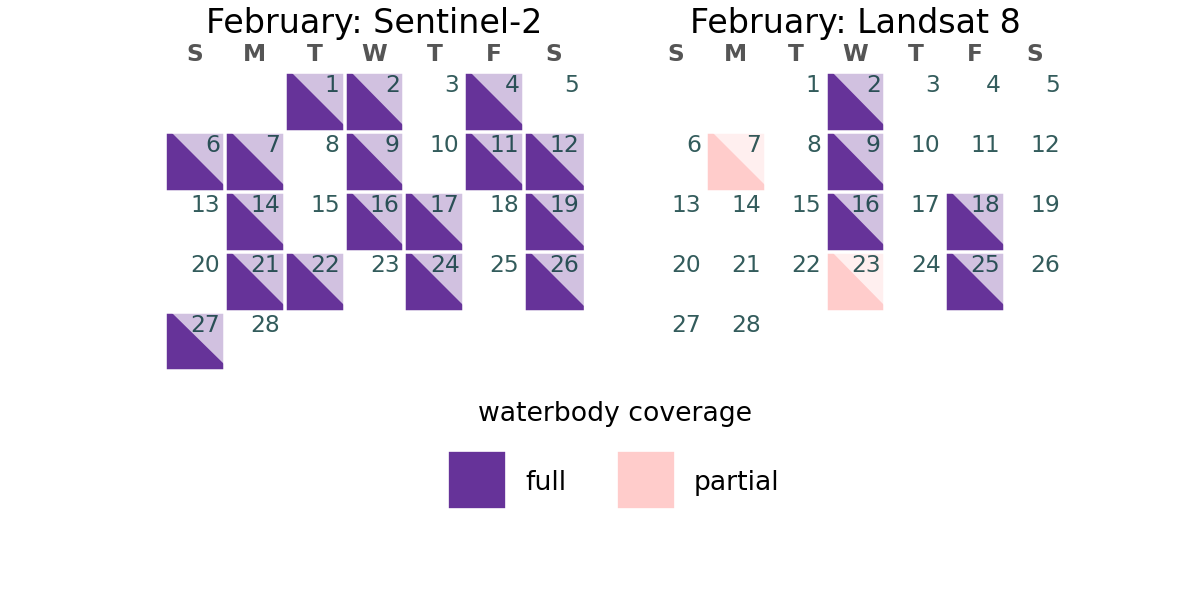 February: Sentinel-2
S M T W T F S
1 2 3 4 5
6 7 8 9 10 11 12
13 14 15 16 17 18 19
20 21 22 23 24 25 26
27 28
February: Landsat 8
S M T W T F S
1 2 3 4 5
6 7 8 9 10 11 12
13 14 15 16 17 18 19
20 21 22 23 24 25 26
27 28
waterbody coverage
full
partial